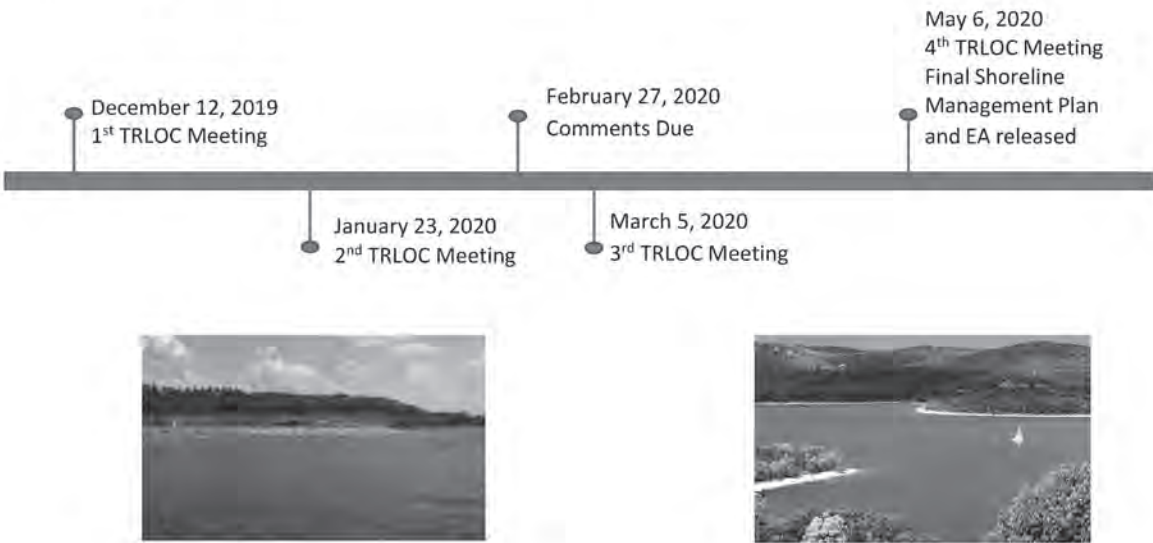 December 12, 2019
1st TRLOC Meeting
January 23, 2020
2nd TRLOC Meeting
February 27, 2020
Comments Due
March 5, 2020
3rd TRLOC Meeting
May 6, 2020
4th TRLOC Meeting
Final Shoreline
Management Plan
and EA released